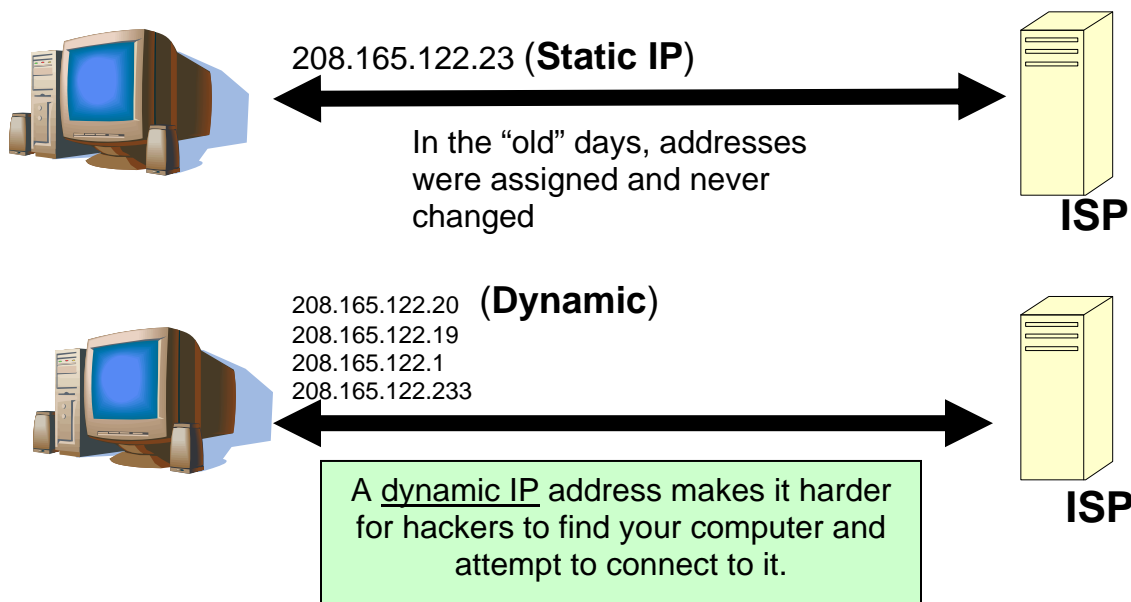 208.165.122.23 (Static IP)
In the “old” days, addresses
were assigned and never
changed
ISP
208.165.122.20 (Dynamic)
208.165.122.19
208.165.122.1
208.165.122.233
A dynamic IP address makes it harder
for hackers to find your computer and
attempt to connect to it.
ISP